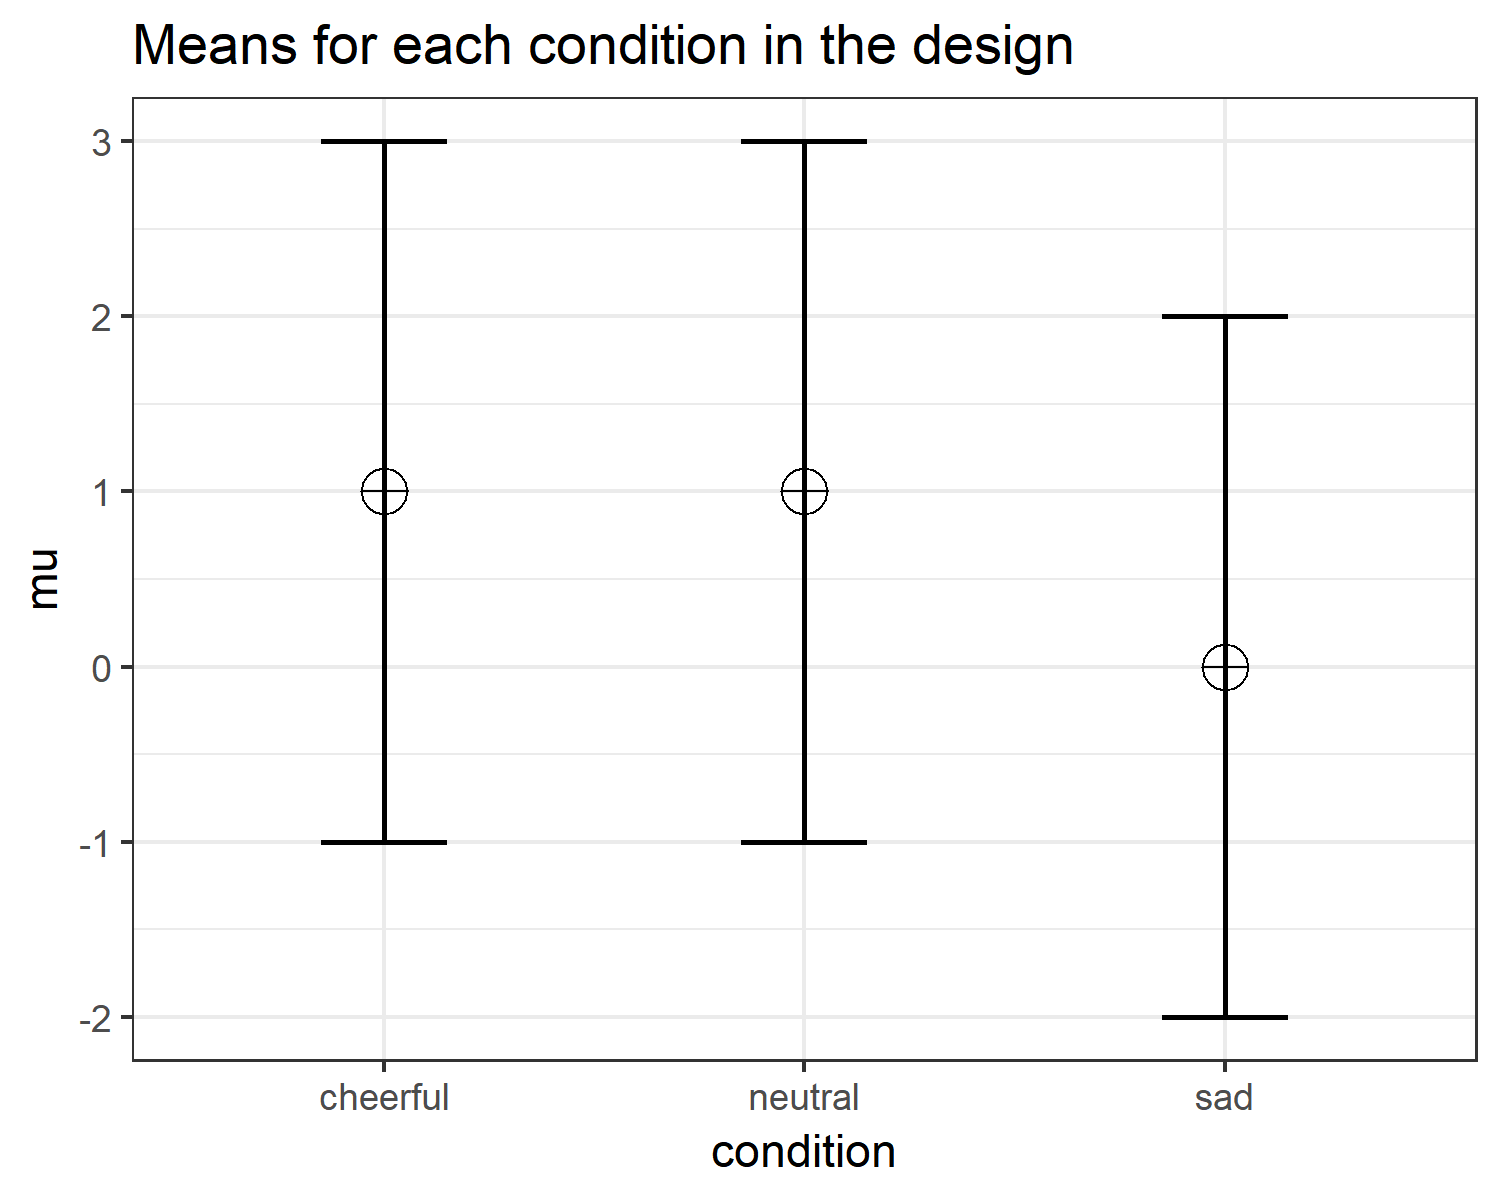 Means for each condition in the design
3
2
1
0
-1
-2
mu
cheerful neutral sad
condition